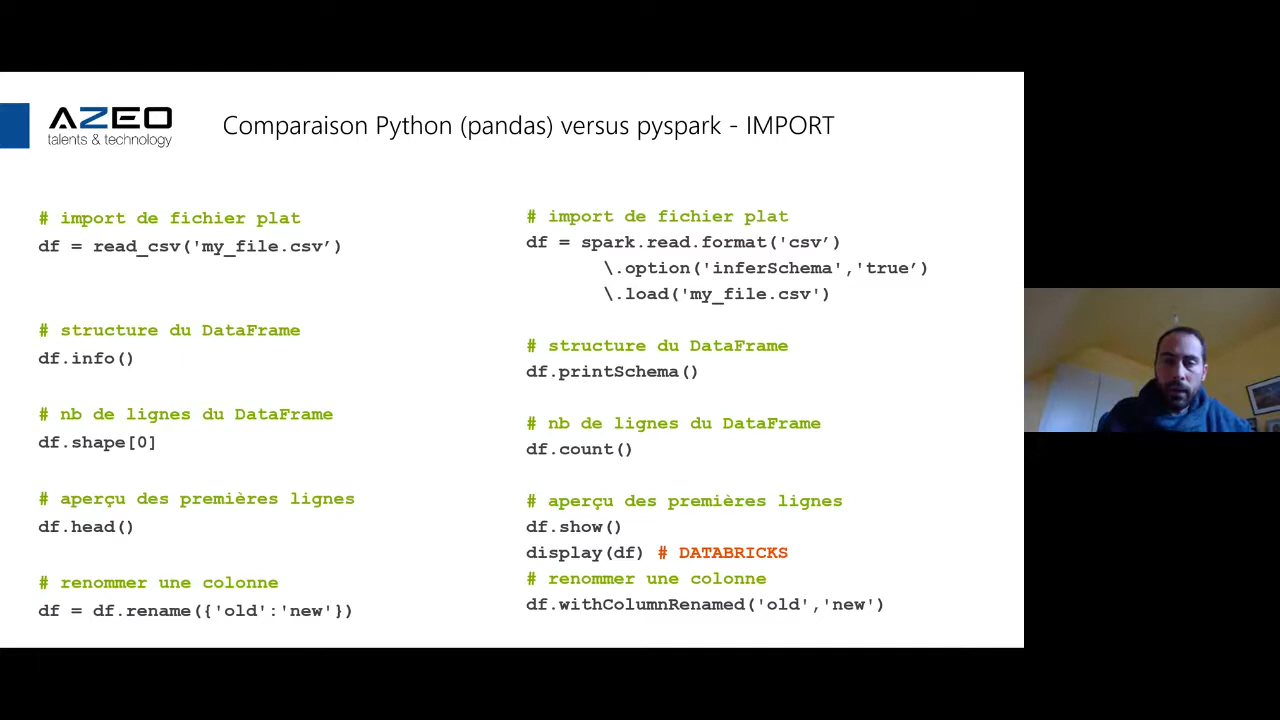 AZEO
talents & technology
Comparaison Python (pandas) versus pyspark - IMPORT
# import de fichier plat
df = read_csv('my_file.csv’)
# structure du DataFrame
df.info()
# nb de lignes du DataFrame
df.shape[0]
# aperçu des premières lignes
df.head()
# renommer une colonne
df = df.rename({'old':'new'})
# import de fichier plat
df = spark.read.format('csv’)
\.option('inferSchema','true’)
\.load('my_file.csv')
# structure du DataFrame
df.printSchema()
# nb de lignes du DataFrame
df.count()
# aperçu des premières lignes
df.show()
display(df) # DATABRICKS
# renommer une colonne
df.withColumnRenamed('old','new')